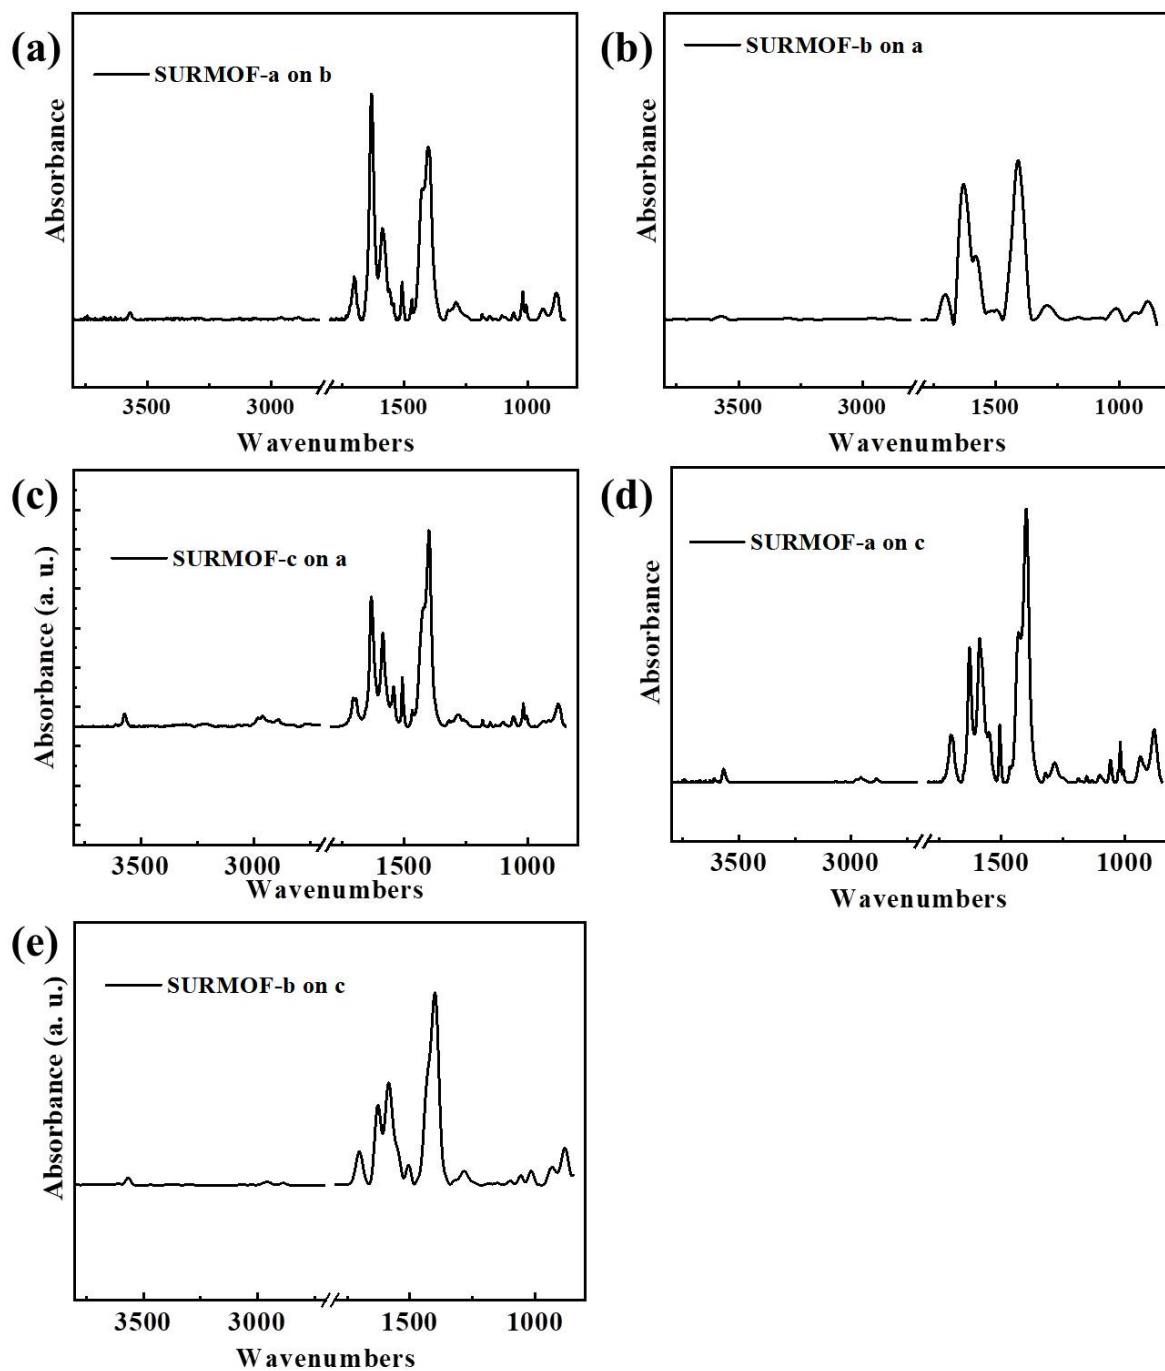 (a)
SURMOF-a on b
Absorbance
3500 3000 1500 1000
Wavenumbers
(b)
SURMOF-b on a
Absorbance
3500 3000 1500 1000
Wavenumbers
(c)
SURMOF-c on a
Absorbance (a. u.)
3500 3000 1500 1000
Wavenumbers
(d)
SURMOF-a on c
Absorbance
3500 3000 1500 1000
Wavenumbers
(e)
SURMOF-b on c
Absorbance (a. u.)
3500 3000 1500 1000
Wavenumbers